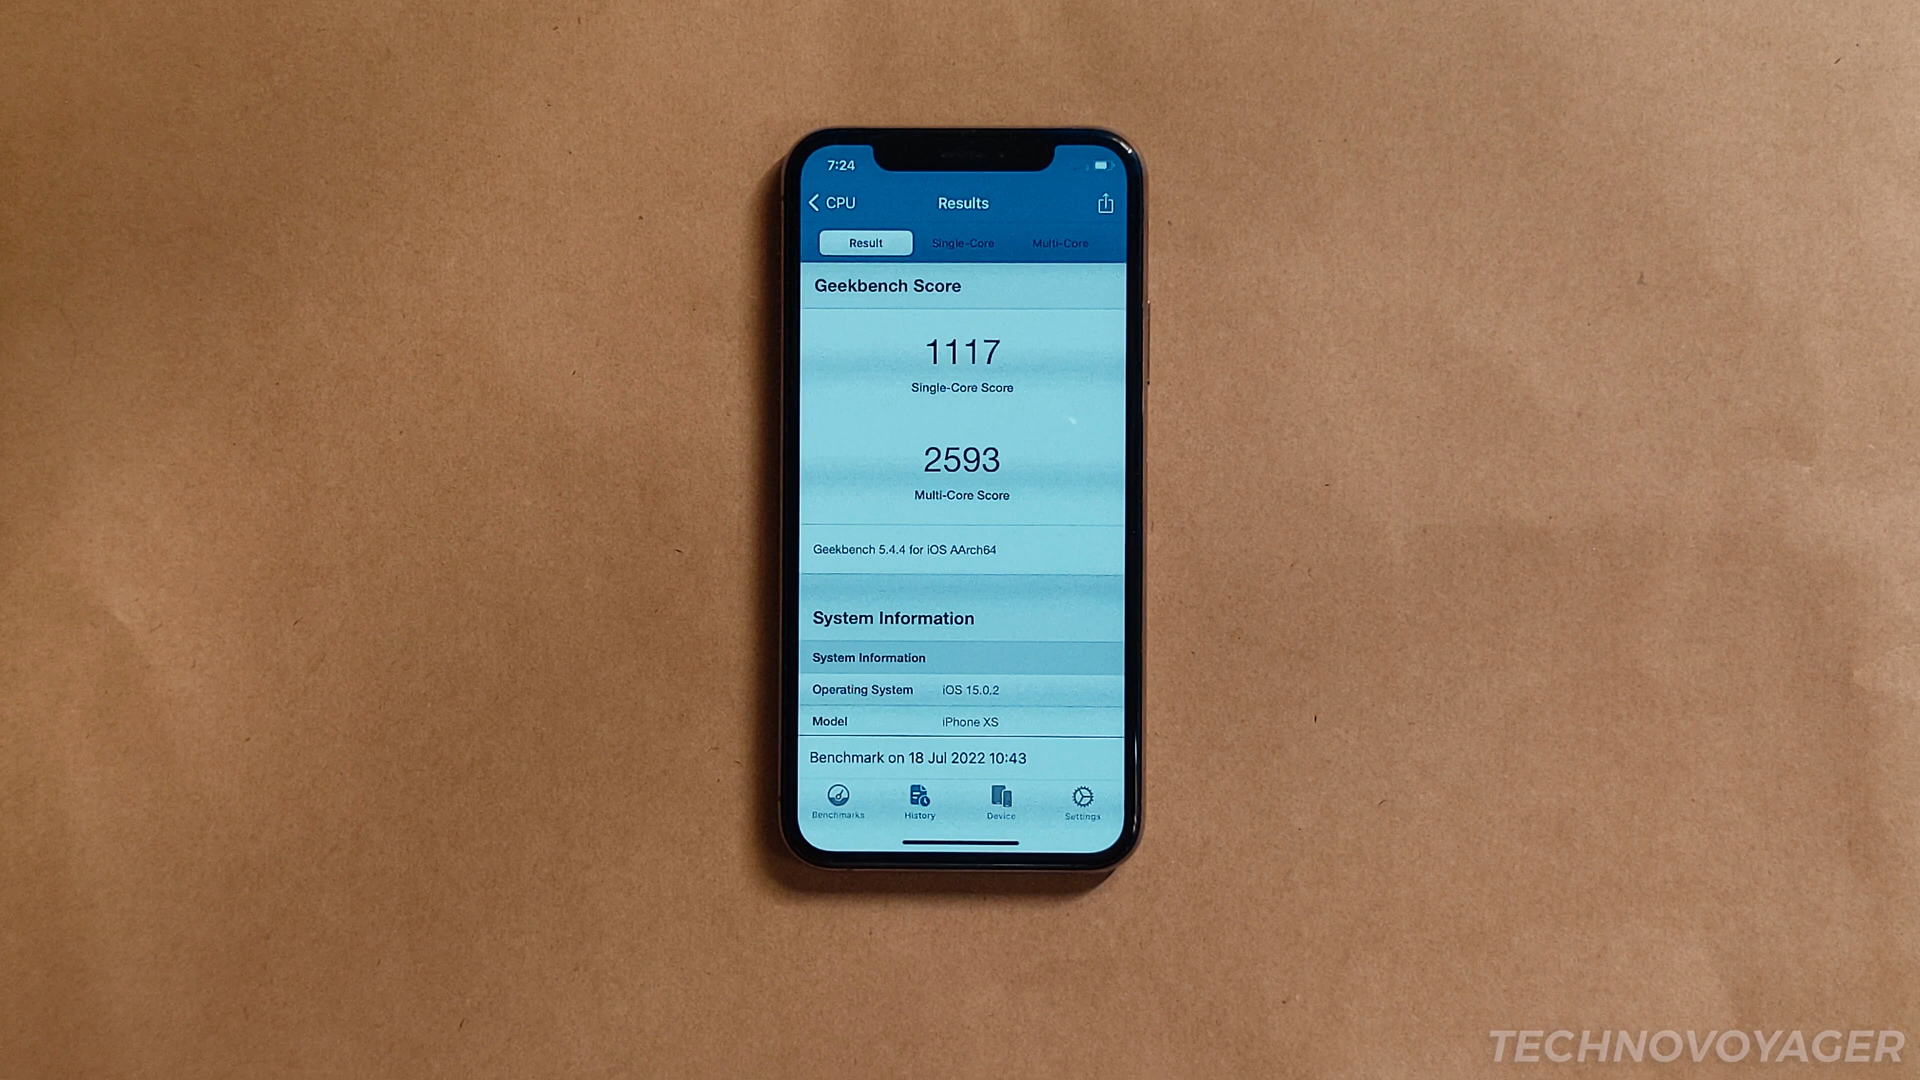 7:24
CPU
Results
Result Single-Core Multi-Core
Geekbench Score
1117
Single-Core Score
2593
Multi-Core Score
Geekbench 5.4.4 for iOS AArch64
System Information
System Information
Operating System iOS 15.0.2
Model iPhone XS
Benchmark on 18 Jul 2022 10:43
Benchmarks History Device Settings
TECHNOVOYAGER